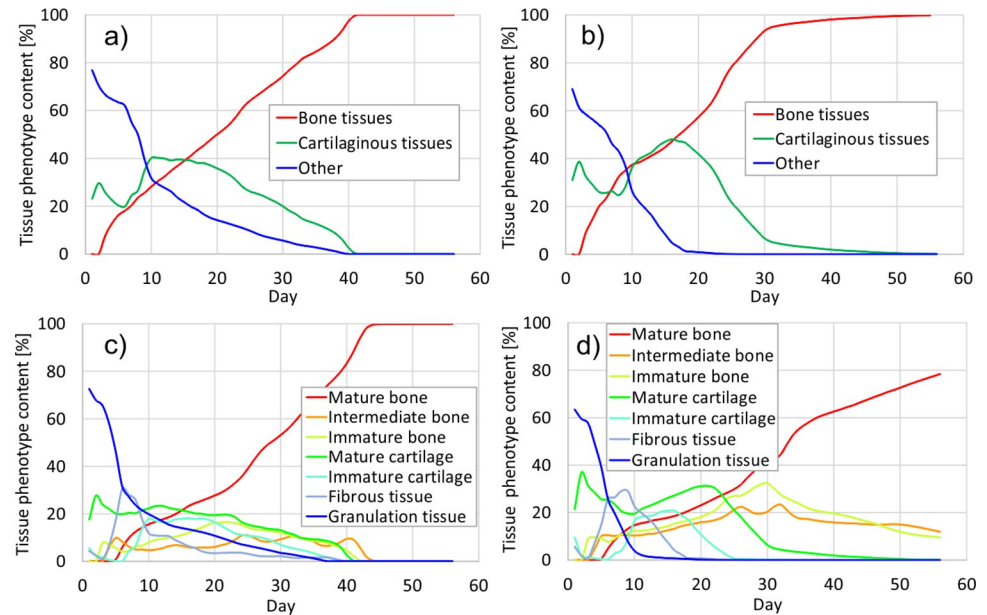 a)
Tissue phenotype content [%]
100
80
60
40
20
0
Bone tissues
Cartilaginous tissues
Other
0 10 20 30 40 50 60
Day
b)
Tissue phenotype content [%]
100
80
60
40
20
0
Bone tissues
Cartilaginous tissues
Other
0 10 20 30 40 50 60
Day
c)
Tissue phenotype content [%]
100
80
60
40
20
0
Mature bone
Intermediate bone
Immature bone
Mature cartilage
Immature cartilage
Fibrous tissue
Granulation tissue
0 10 20 30 40 50 60
Day
d)
Tissue phenotype content [%]
100
80
60
40
20
0
Mature bone
Intermediate bone
Immature bone
Mature cartilage
Immature cartilage
Fibrous tissue
Granulation tissue
0 10 20 30 40 50 60
Day